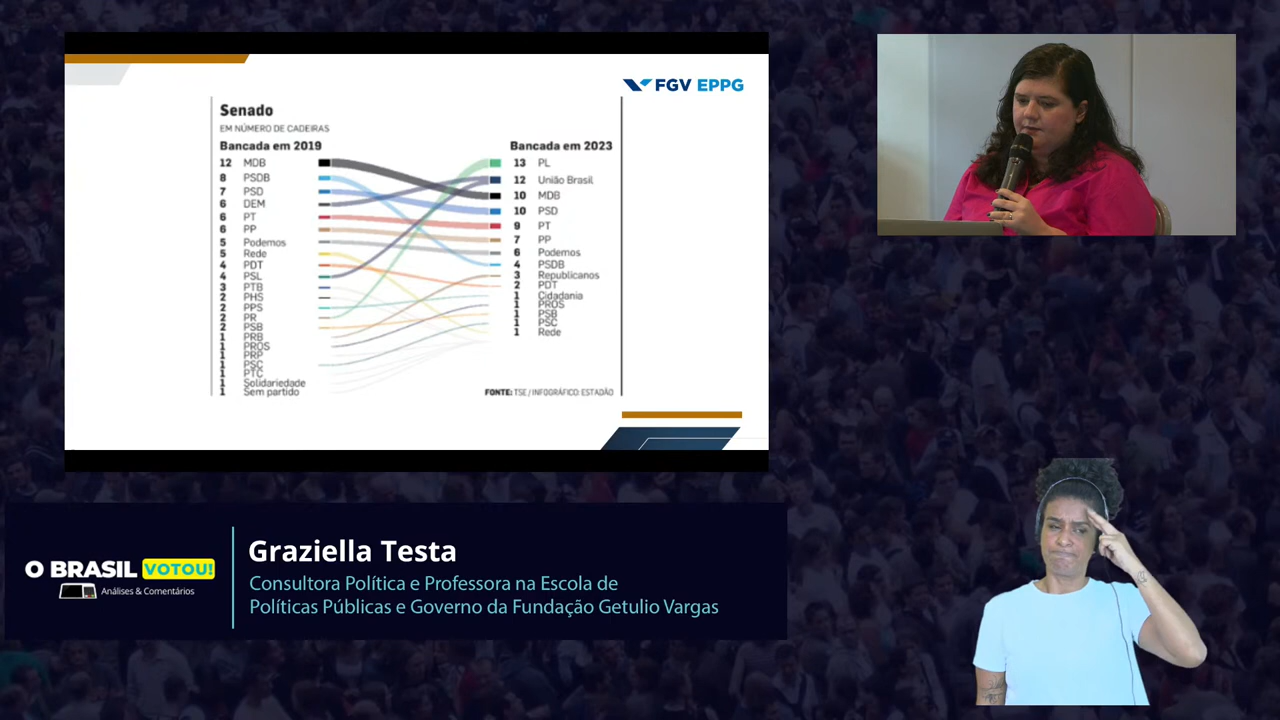 FGV EPPG
Senado
EM NÚMERO DE CADEIRAS
Bancada em 2019
12 MDB
8 PSDB
7 PSD
6 DEM
6 PT
6 PP
5 Podemos
5 Rede
4 PDT
4 PSL
3 PTB
2 PHS
2 PPS
2 PR
2 PSB
1 PRB
1 PROS
1 PRP
1 PSC
1 PTC
1 Solidariedade
1 Sem partido
Bancada em 2023
13 PL
12 União Brasil
10 MDB
10 PSD
9 PT
7 PP
6 Podemos
4 PSDB
3 Republicanos
2 PDT
1 Cidadania
1 PROS
1 PSB
1 PSC
1 Rede
FONTE: TSE / INFOGRÁFICO: ESTADÃO
O BRASIL VOTOU!
Análises & Comentários
Graziella Testa
Consultora Política e Professora na Escola de
Políticas Públicas e Governo da Fundação Getulio Vargas